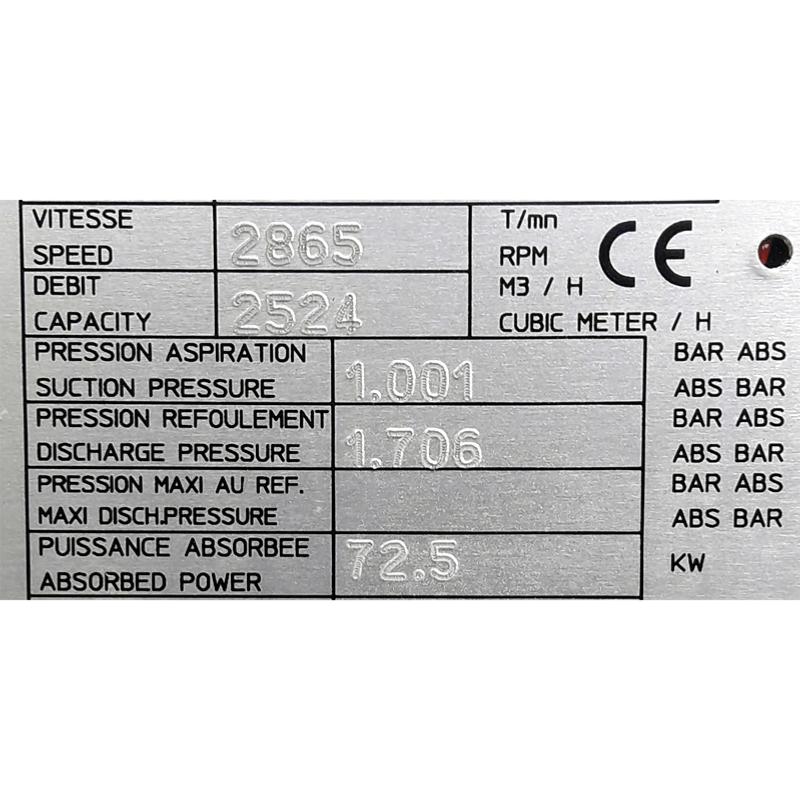 VITESSE T/mn
SPEED 2865 RPM CE
DEBIT M3 / H
CAPACITY 2524 CUBIC METER / H
PRESSION ASPIRATION BAR ABS
SUCTION PRESSURE 1.001 ABS BAR
PRESSION REFOULEMENT BAR ABS
DISCHARGE PRESSURE 1.706 ABS BAR
PRESSION MAXI AU REF. BAR ABS
MAXI DISCH.PRESSURE ABS BAR
PUISSANCE ABSORBEE 72.5 KW
ABSORBED POWER